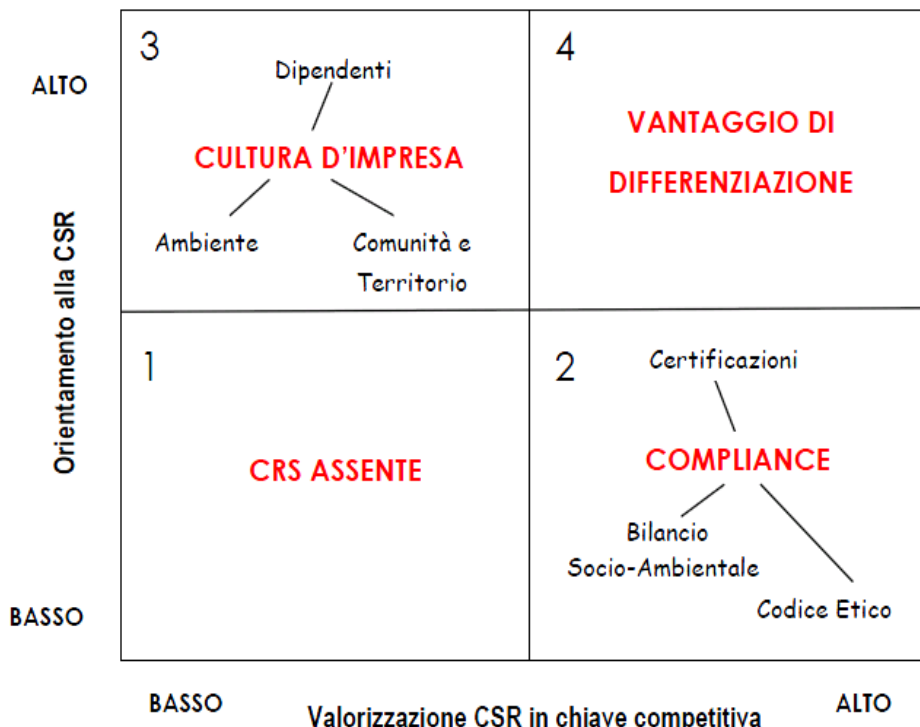 3
Dipendenti
CULTURA D'IMPRESA
Ambiente
Comunità e
Territorio
4
VANTAGGIO DI
DIFFERENZIAZIONE
ALTO
Orientamento alla CSR
1
CRS ASSENTE
2
Certificazioni
COMPLIANCE
Bilancio
Socio-Ambientale
Codice Etico
BASSO
BASSO
Valorizzazione CSR in chiave competitiva
ALTO